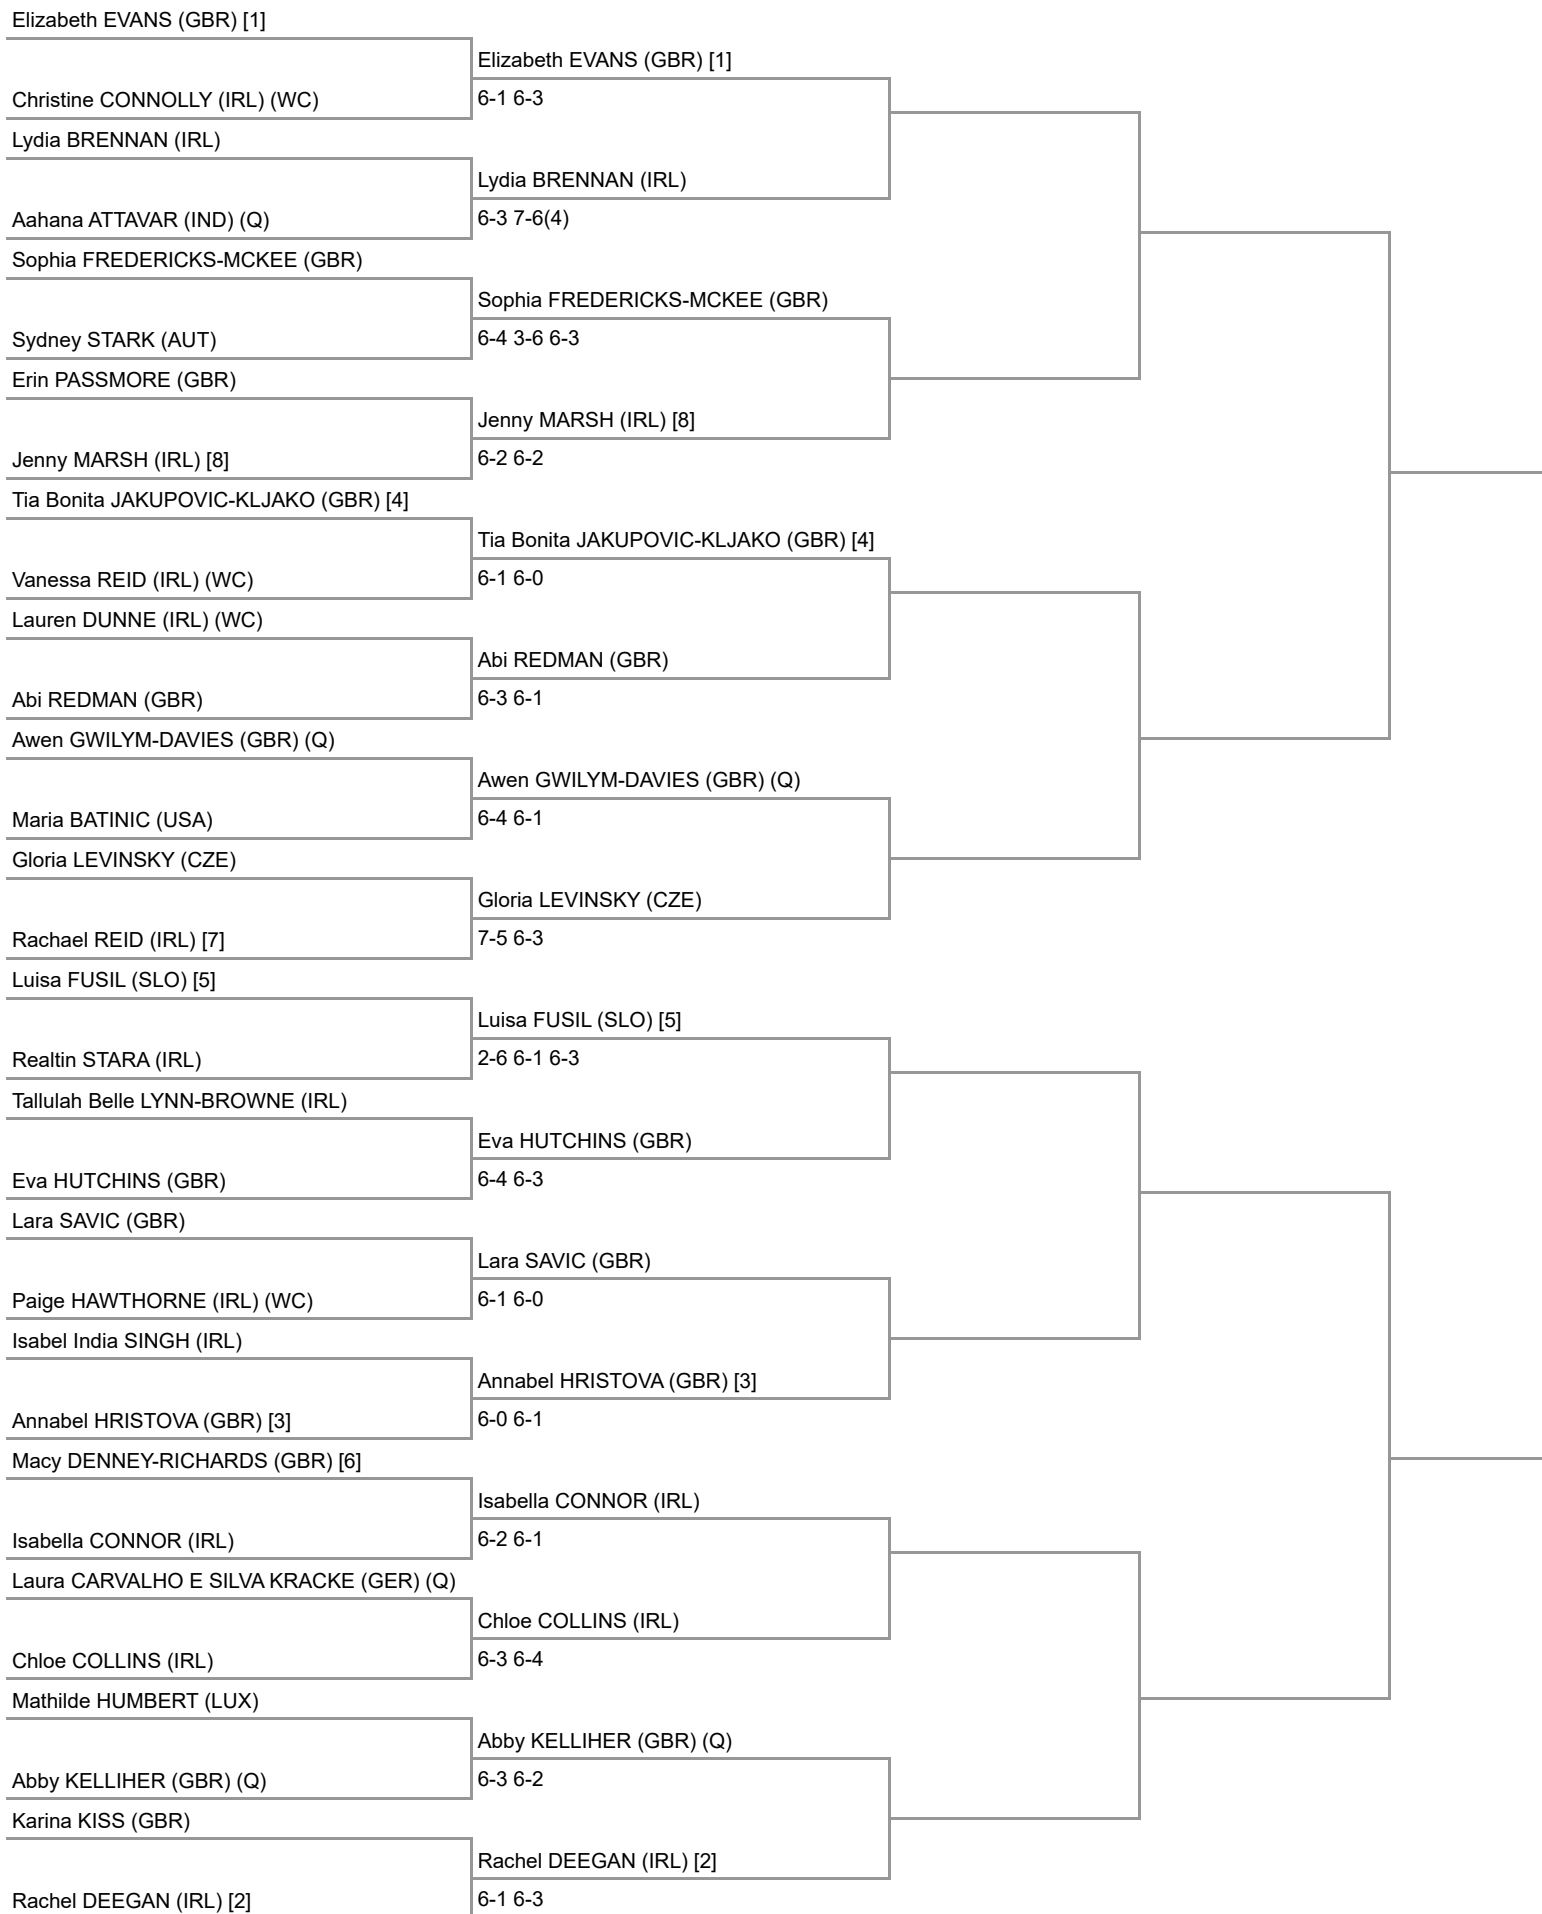 Elizabeth EVANS (GBR) [1]
Elizabeth EVANS (GBR) [1]
Christine CONNOLLY (IRL) (WC)
6-1 6-3
Lydia BRENNAN (IRL)
Lydia BRENNAN (IRL)
Aahana ATTAVAR (IND) (Q)
6-3 7-6(4)
Sophia FREDERICKS-MCKEE (GBR)
Sophia FREDERICKS-MCKEE (GBR)
Sydney STARK (AUT)
6-4 3-6 6-3
Erin PASSMORE (GBR)
Jenny MARSH (IRL) [8]
Jenny MARSH (IRL) [8]
6-2 6-2
Tia Bonita JAKUPOVIC-KLJAKO (GBR) [4]
Tia Bonita JAKUPOVIC-KLJAKO (GBR) [4]
Vanessa REID (IRL) (WC)
6-1 6-0
Lauren DUNNE (IRL) (WC)
Abi REDMAN (GBR)
Abi REDMAN (GBR)
6-3 6-1
Awen GWILYM-DAVIES (GBR) (Q)
Awen GWILYM-DAVIES (GBR) (Q)
Maria BATINIC (USA)
6-4 6-1
Gloria LEVINSKY (CZE)
Gloria LEVINSKY (CZE)
Rachael REID (IRL) [7]
7-5 6-3
Luisa FUSIL (SLO) [5]
Luisa FUSIL (SLO) [5]
Realtin STARA (IRL)
2-6 6-1 6-3
Tallulah Belle LYNN-BROWNE (IRL)
Eva HUTCHINS (GBR)
Eva HUTCHINS (GBR)
6-4 6-3
Lara SAVIC (GBR)
Lara SAVIC (GBR)
Paige HAWTHORNE (IRL) (WC)
6-1 6-0
Isabel India SINGH (IRL)
Annabel HRISTOVA (GBR) [3]
Annabel HRISTOVA (GBR) [3]
6-0 6-1
Macy DENNEY-RICHARDS (GBR) [6]
Isabella CONNOR (IRL)
Isabella CONNOR (IRL)
6-2 6-1
Laura CARVALHO E SILVA KRACKE (GER) (Q)
Chloe COLLINS (IRL)
Chloe COLLINS (IRL)
6-3 6-4
Mathilde HUMBERT (LUX)
Abby KELLIHER (GBR) (Q)
Abby KELLIHER (GBR) (Q)
6-3 6-2
Karina KISS (GBR)
Rachel DEEGAN (IRL) [2]
Rachel DEEGAN (IRL) [2]
6-1 6-3